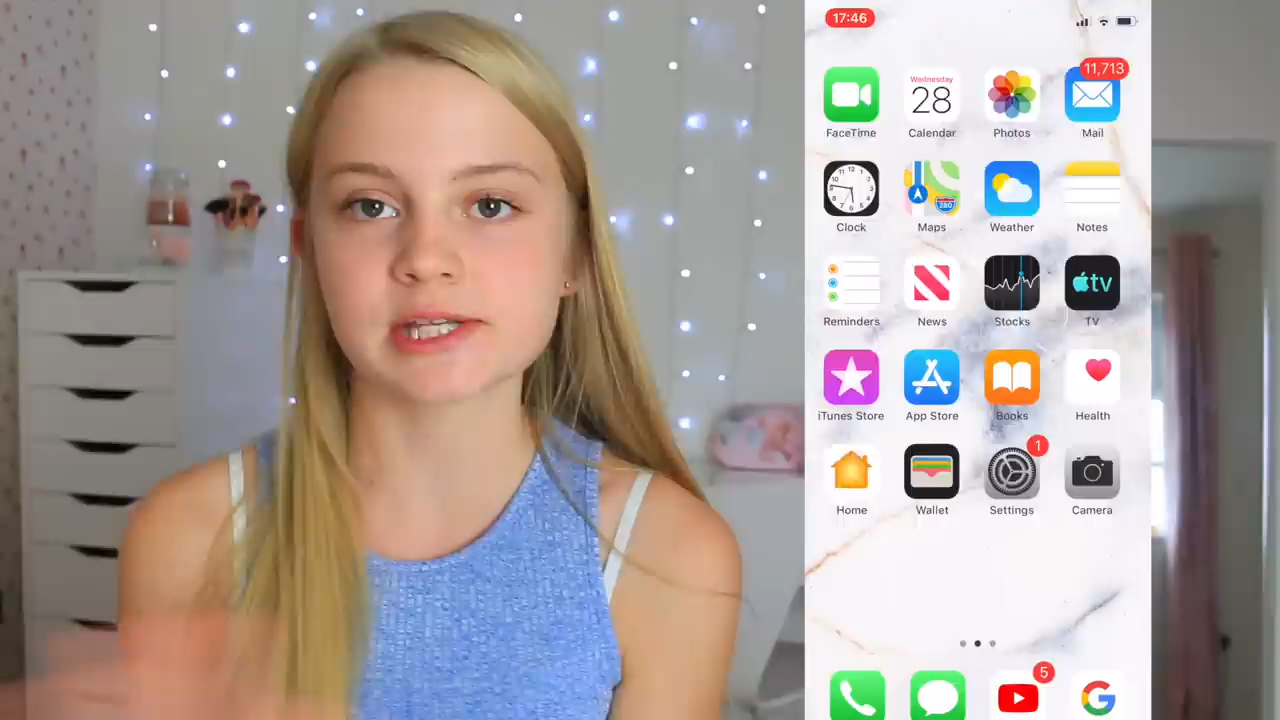 17:46
11,713
Wednesday
28
FaceTime Calendar Photos Mail
280
Clock Maps Weather Notes
tv
Reminders News Stocks TV
iTunes Store App Store Books Health
1
Home Wallet Settings Camera
5